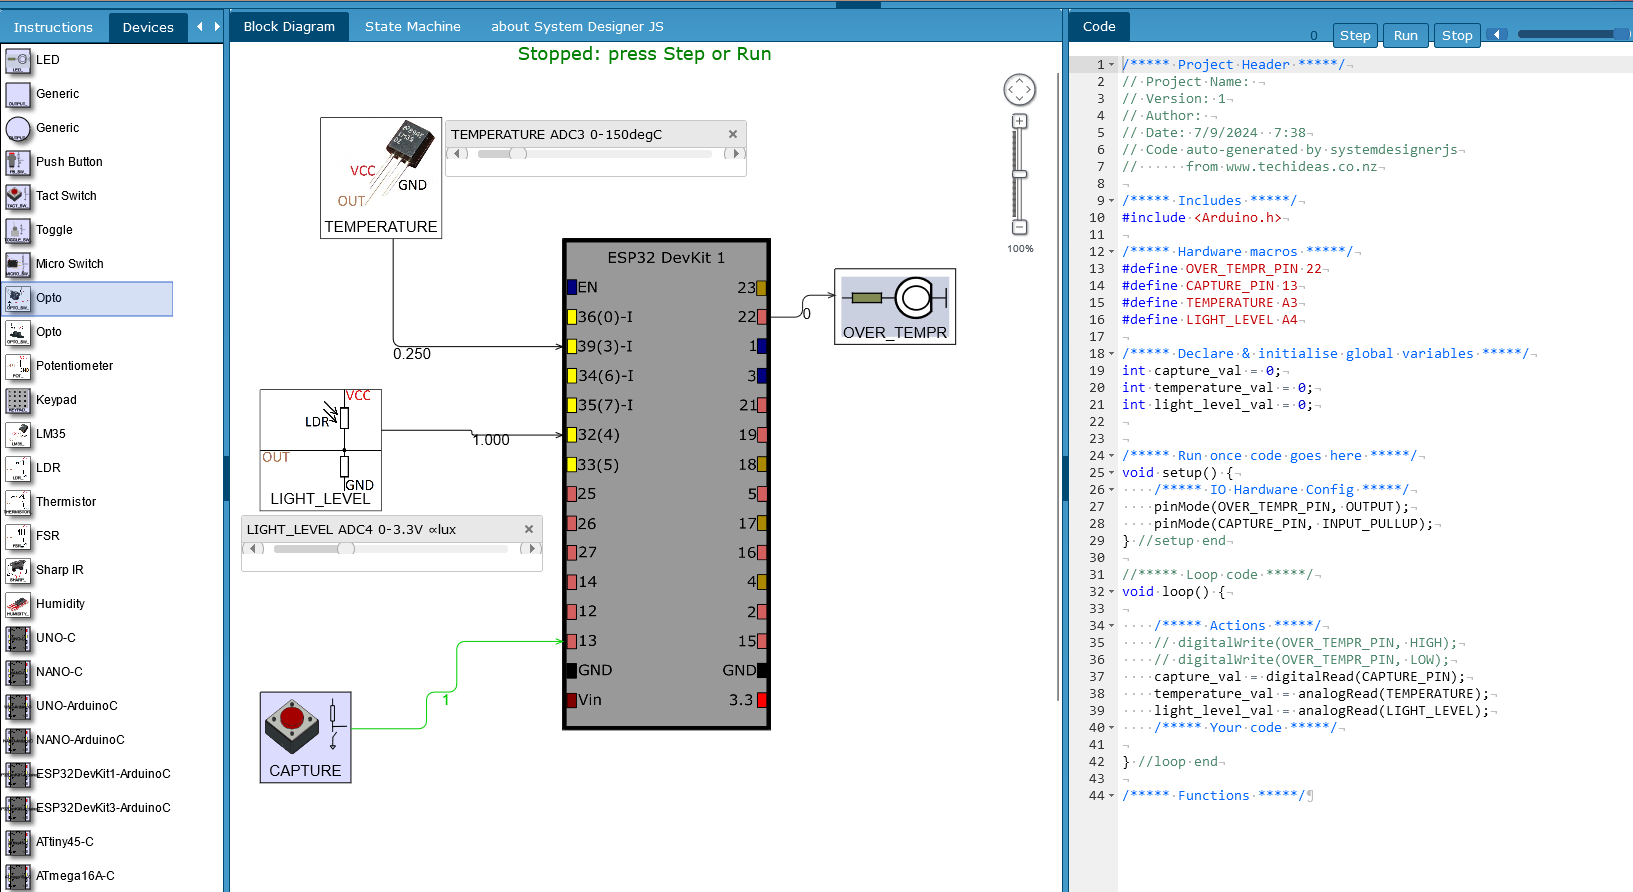 Instructions
Devices
LED
Generic
Generic
Push Button
Tact Switch
Toggle
Micro Switch
Opto
Opto
Potentiometer
Keypad
LM35
LDR
Thermistor
FSR
Sharp IR
Humidity
UNO-C
NANO-C
UNO-ArduinoC
NANO-ArduinoC
ESP32DevKit1-ArduinoC
ESP32DevKit3-ArduinoC
ATtiny45-C
ATmega16A-C
Block Diagram
State Machine
about System Designer JS
Stopped: press Step or Run
VCC
GND
OUT
TEMPERATURE
TEMPERATURE ADC3 0-150degC
100%
0.250
VCC
LDR
OUT
GND
LIGHT_LEVEL
1.000
LIGHT_LEVEL ADC4 0-3.3V ∝lux
CAPTURE
1
ESP32 DevKit 1
EN 23
36(0)-I 22
39(3)-I 1
34(6)-I 3
35(7)-I 21
32(4) 19
33(5) 18
25 5
26 17
27 16
14 4
12 2
13 15
GND GND
Vin 3.3
0
OVER_TEMPR
Code
0
Step
Run
Stop
1 /***** Project Header *****/
2 // Project Name:
3 // Version: 1
4 // Author:
5 // Date: 7/9/2024  7:38
6 // Code auto-generated by systemdesignerjs
7 //      from www.techideas.co.nz
8
9 /***** Includes *****/
10 #include <Arduino.h>
11
12 /***** Hardware macros *****/
13 #define OVER_TEMPR_PIN 22
14 #define CAPTURE_PIN 13
15 #define TEMPERATURE A3
16 #define LIGHT_LEVEL A4
17
18 /***** Declare & initialise global variables *****/
19 int capture_val = 0;
20 int temperature_val = 0;
21 int light_level_val = 0;
22
23
24 /***** Run once code goes here *****/
25 void setup() {
26     /***** IO Hardware Config *****/
27     pinMode(OVER_TEMPR_PIN, OUTPUT);
28     pinMode(CAPTURE_PIN, INPUT_PULLUP);
29 } //setup end
30
31 //***** Loop code *****/
32 void loop() {
33
34     /***** Actions *****/
35     // digitalWrite(OVER_TEMPR_PIN, HIGH);
36     // digitalWrite(OVER_TEMPR_PIN, LOW);
37     capture_val = digitalRead(CAPTURE_PIN);
38     temperature_val = analogRead(TEMPERATURE);
39     light_level_val = analogRead(LIGHT_LEVEL);
40     /***** Your code *****/
41
42 } //loop end
43
44 /***** Functions *****/